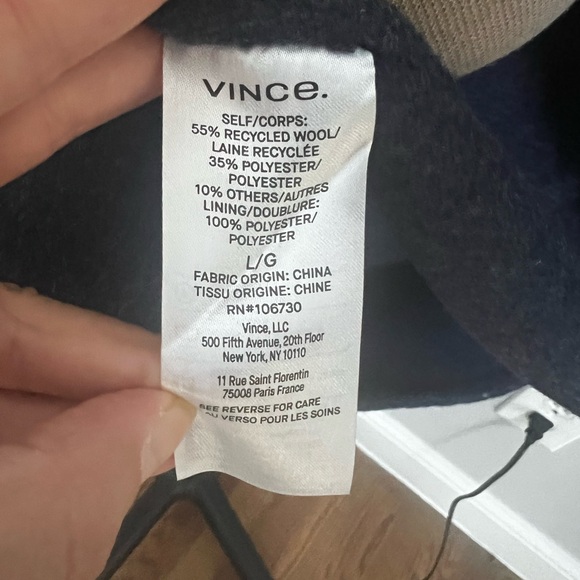 VINCe.
SELF/CORPS:
55% RECYCLED WOOL/
LAINE RECYCLÉE
35% POLYESTER/
POLYESTER
10% OTHERS/AUTRES
LINING/DOUBLURE:
100% POLYESTER/
POLYESTER
L/G
FABRIC ORIGIN: CHINA
TISSU ORIGINE: CHINE
RN#106730
Vince, LLC
500 Fifth Avenue, 20th Floor
New York, NY 10110
11 Rue Saint Florentin
75008 Paris France
SEE REVERSE FOR CARE
VERSO POUR LES SOINS